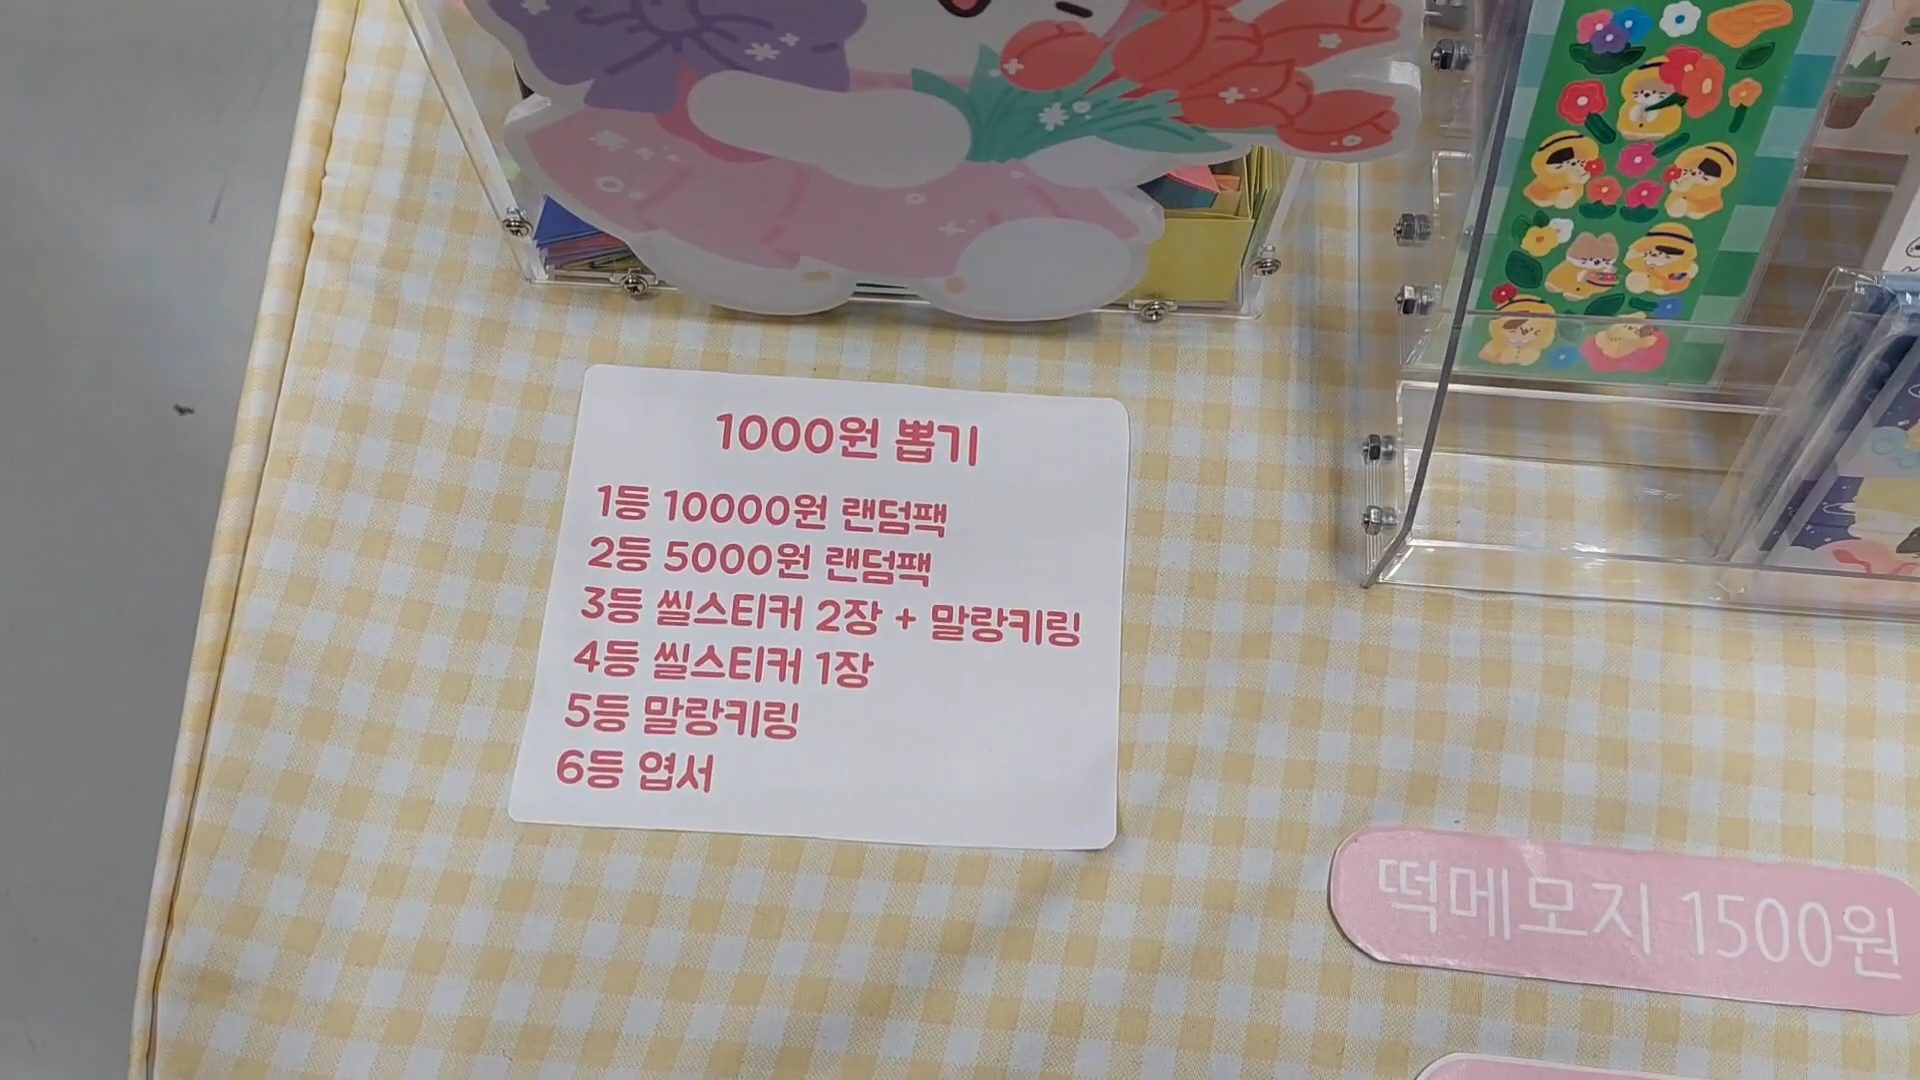 1000원 뽑기
1등 10000원 랜덤팩
2등 5000원 랜덤팩
3등 씰스티커 2장 + 말랑키링
4등 씰스티커 1장
5등 말랑키링
6등 엽서
떡메모지 1500원